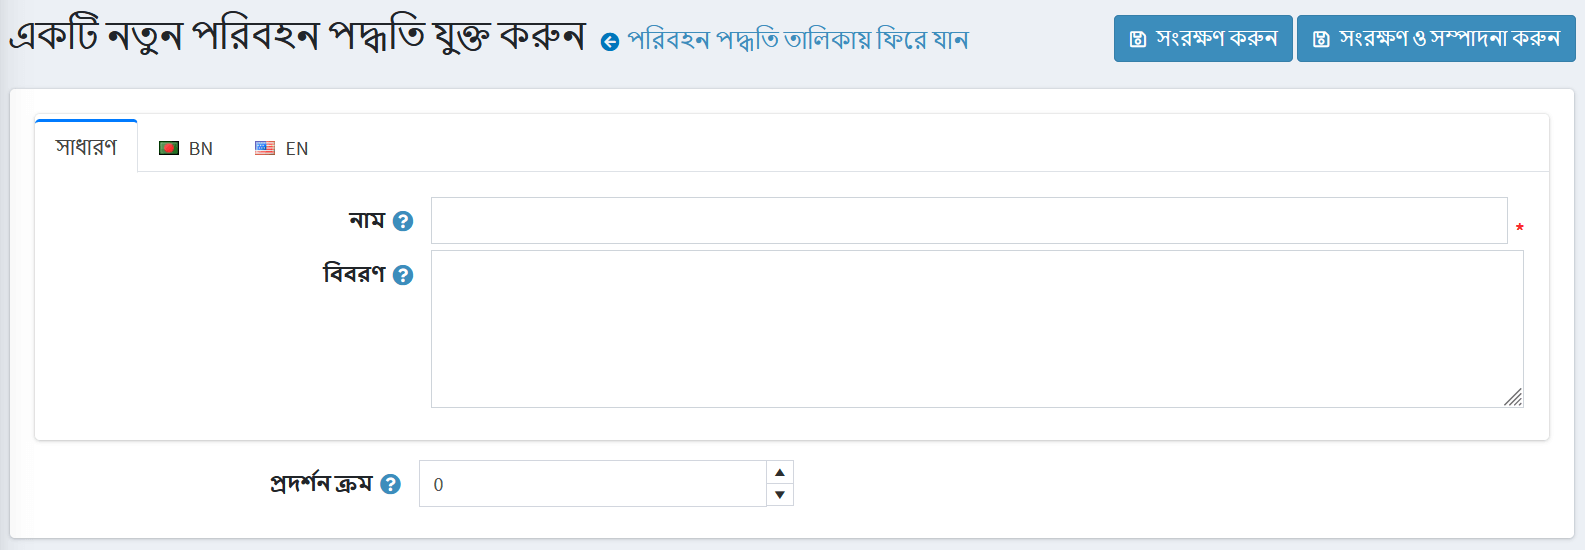 একটি নতুন পরিবহন পদ্ধতি যুক্ত করুন পরিবহন পদ্ধতি তালিকায় ফিরে যান সংরক্ষণ করুন সংরক্ষণ ও সম্পাদনা করুন
সাধারণ BN EN
নাম *
বিবরণ
প্রদর্শন ক্রম 0